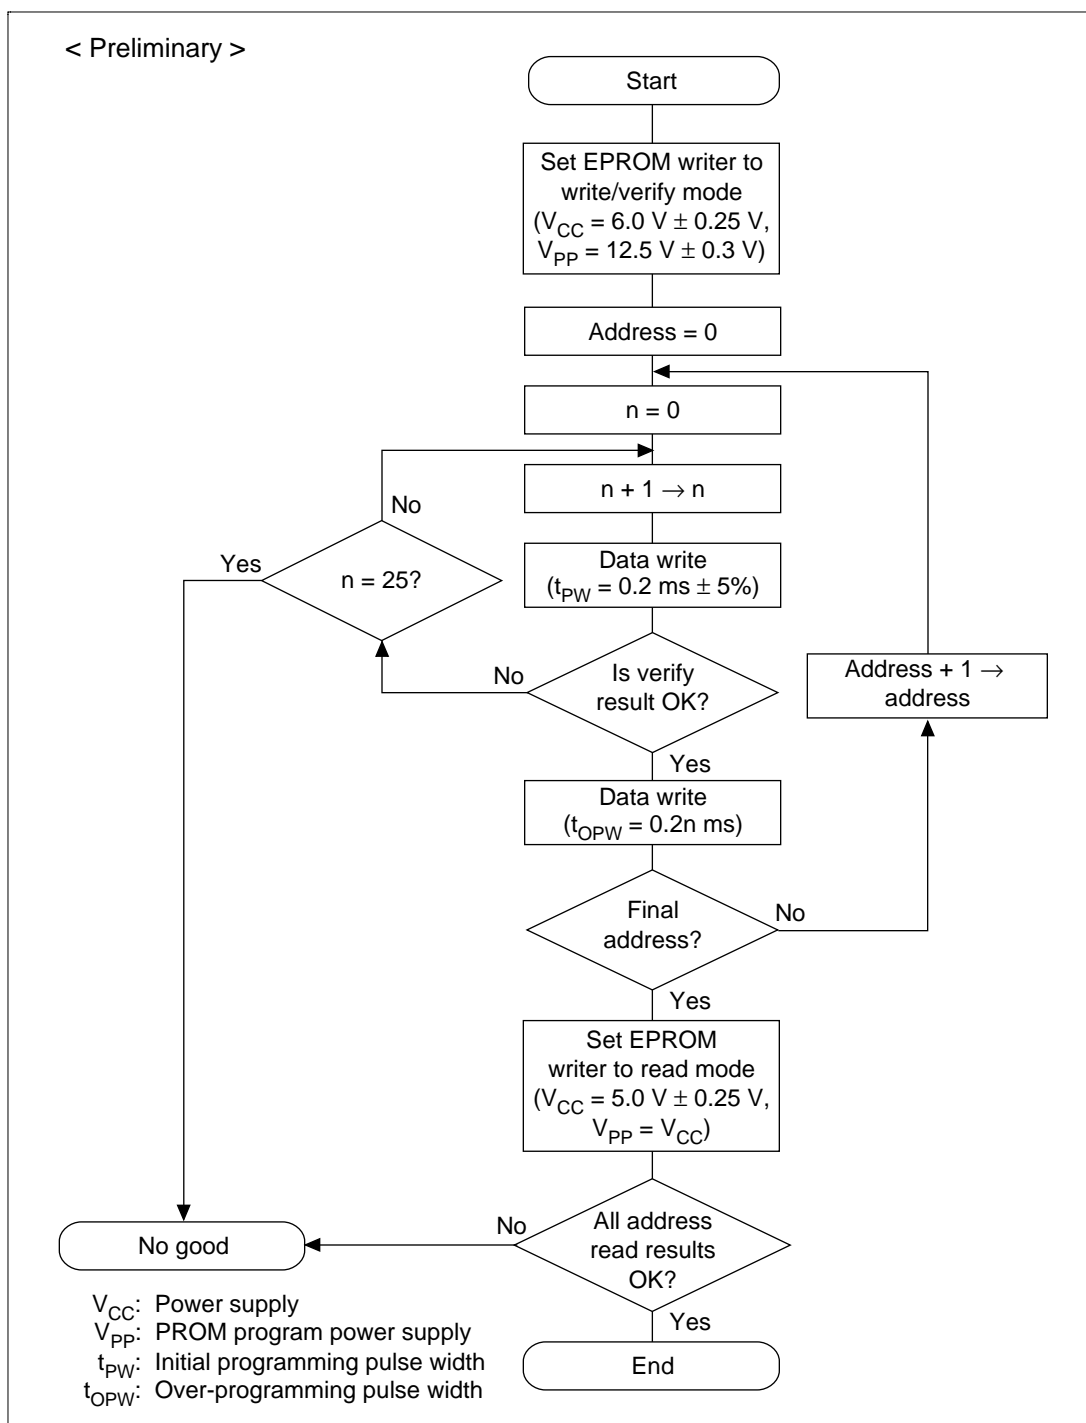 < Preliminary >
Start
Set EPROM writer to
write/verify mode
(VCC = 6.0 V ± 0.25 V,
VPP = 12.5 V ± 0.3 V)
Address = 0
n = 0
n + 1 → n
No
Yes
n = 25?
Data write
(tPW = 0.2 ms ± 5%)
No
Is verify
result OK?
Address + 1 →
address
Yes
Data write
(tOPW = 0.2n ms)
Final
address?
No
Yes
Set EPROM
writer to read mode
(VCC = 5.0 V ± 0.25 V,
VPP = VCC)
No
All address
read results
OK?
No good
Yes
End
VCC: Power supply
VPP: PROM program power supply
tPW: Initial programming pulse width
tOPW: Over-programming pulse width